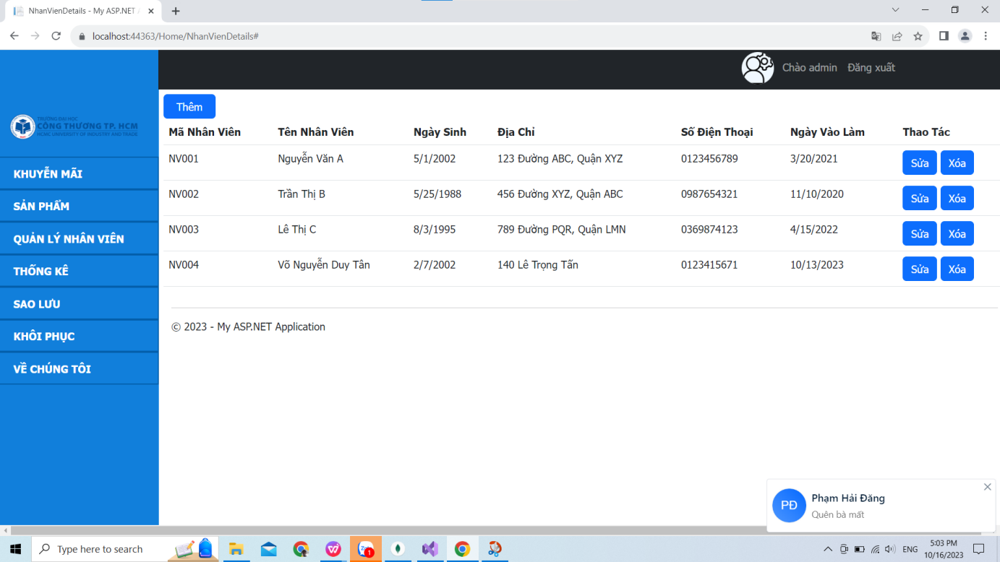 NhanVienDetails - My ASP.NET A
localhost:44363/Home/NhanVienDetails#
Chào admin Đăng xuất
TRƯỜNG ĐẠI HỌC
CÔNG THƯƠNG TP. HCM
HCMC UNIVERSITY OF INDUSTRY AND TRADE
KHUYỄN MÃI
SẢN PHẨM
QUẢN LÝ NHÂN VIÊN
THỐNG KÊ
SAO LƯU
KHÔI PHỤC
VỀ CHÚNG TÔI
Thêm
Mã Nhân Viên Tên Nhân Viên Ngày Sinh Địa Chỉ Số Điện Thoại Ngày Vào Làm Thao Tác
NV001 Nguyễn Văn A 5/1/2002 123 Đường ABC, Quận XYZ 0123456789 3/20/2021 Sửa Xóa
NV002 Trần Thị B 5/25/1988 456 Đường XYZ, Quận ABC 0987654321 11/10/2020 Sửa Xóa
NV003 Lê Thị C 8/3/1995 789 Đường PQR, Quận LMN 0369874123 4/15/2022 Sửa Xóa
NV004 Võ Nguyễn Duy Tân 2/7/2002 140 Lê Trọng Tấn 0123415671 10/13/2023 Sửa Xóa
© 2023 - My ASP.NET Application
PĐ
Phạm Hải Đăng
Quên bà mất
Type here to search
1
ENG
5:03 PM
10/16/2023